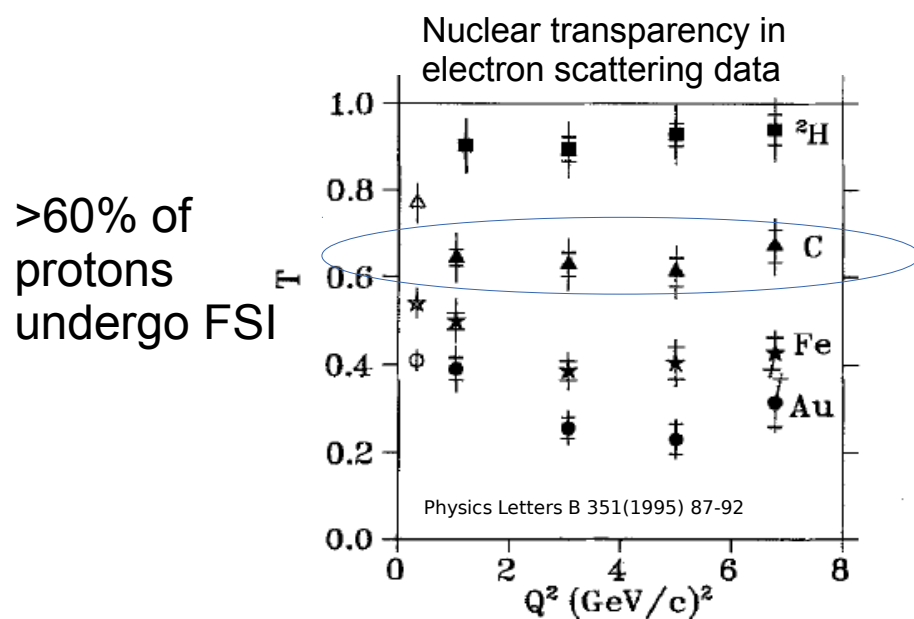 Nuclear transparency in
electron scattering data
>60% of
protons
undergo FSI
1.0
0.8
0.6
0.4
0.2
0.0
T
²H
C
Fe
Au
Physics Letters B 351(1995) 87-92
0
2
4
6
8
Q² (GeV/c)²